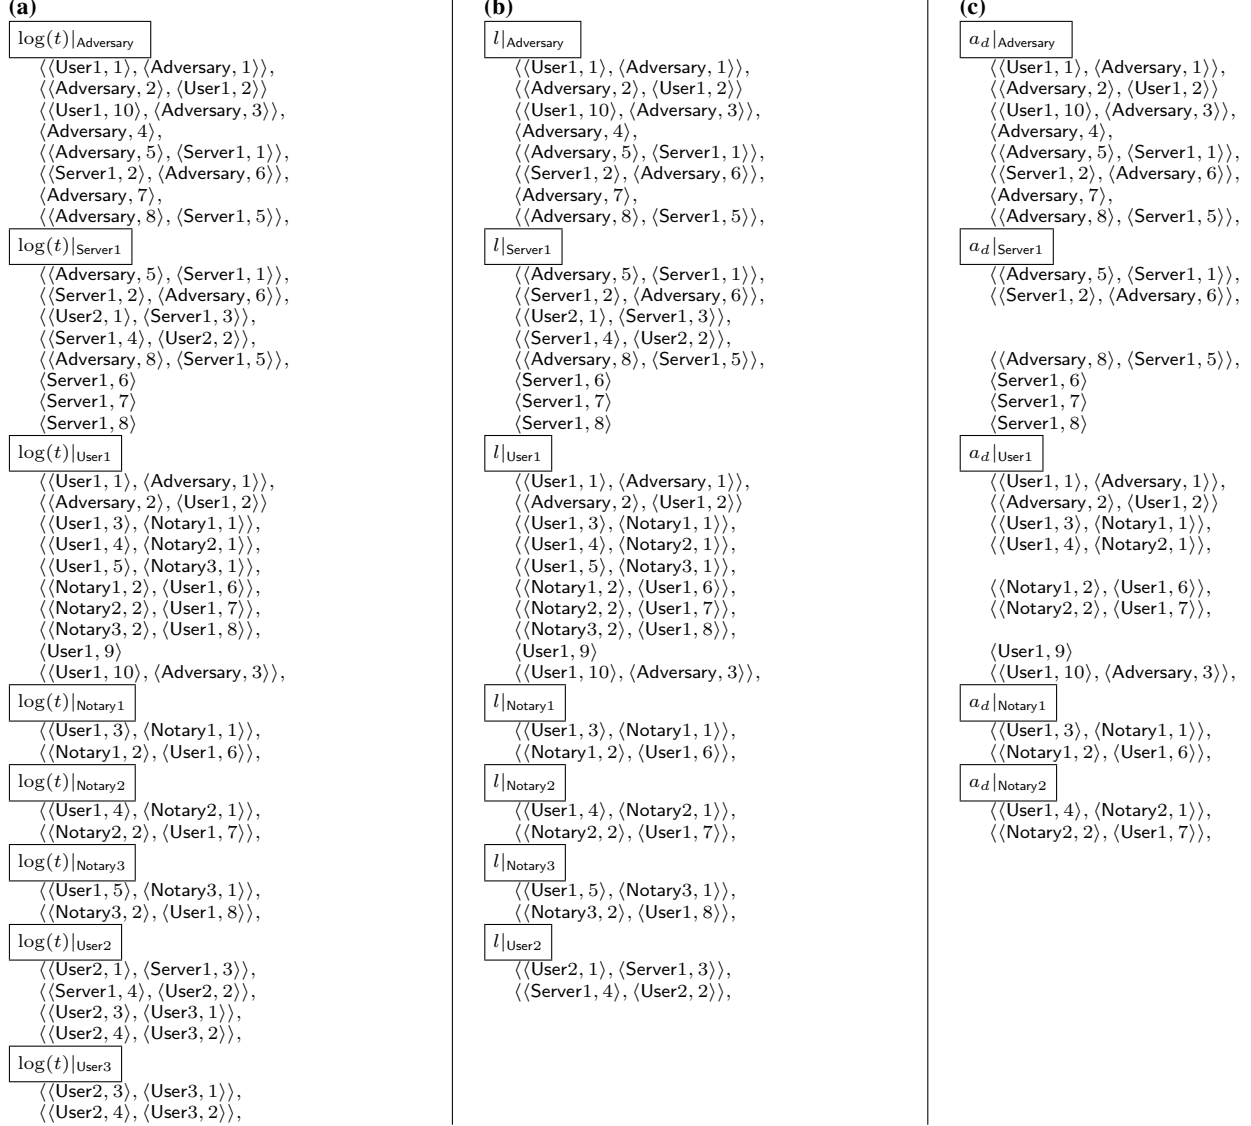 (a)
log(t)|Adversary
⟨⟨User1, 1⟩, ⟨Adversary, 1⟩⟩,
⟨⟨Adversary, 2⟩, ⟨User1, 2⟩⟩
⟨⟨User1, 10⟩, ⟨Adversary, 3⟩⟩,
⟨Adversary, 4⟩,
⟨⟨Adversary, 5⟩, ⟨Server1, 1⟩⟩,
⟨⟨Server1, 2⟩, ⟨Adversary, 6⟩⟩,
⟨Adversary, 7⟩,
⟨⟨Adversary, 8⟩, ⟨Server1, 5⟩⟩,
log(t)|Server1
⟨⟨Adversary, 5⟩, ⟨Server1, 1⟩⟩,
⟨⟨Server1, 2⟩, ⟨Adversary, 6⟩⟩,
⟨⟨User2, 1⟩, ⟨Server1, 3⟩⟩,
⟨⟨Server1, 4⟩, ⟨User2, 2⟩⟩,
⟨⟨Adversary, 8⟩, ⟨Server1, 5⟩⟩,
⟨Server1, 6⟩
⟨Server1, 7⟩
⟨Server1, 8⟩
log(t)|User1
⟨⟨User1, 1⟩, ⟨Adversary, 1⟩⟩,
⟨⟨Adversary, 2⟩, ⟨User1, 2⟩⟩
⟨⟨User1, 3⟩, ⟨Notary1, 1⟩⟩,
⟨⟨User1, 4⟩, ⟨Notary2, 1⟩⟩,
⟨⟨User1, 5⟩, ⟨Notary3, 1⟩⟩,
⟨⟨Notary1, 2⟩, ⟨User1, 6⟩⟩,
⟨⟨Notary2, 2⟩, ⟨User1, 7⟩⟩,
⟨⟨Notary3, 2⟩, ⟨User1, 8⟩⟩,
⟨User1, 9⟩
⟨⟨User1, 10⟩, ⟨Adversary, 3⟩⟩,
log(t)|Notary1
⟨⟨User1, 3⟩, ⟨Notary1, 1⟩⟩,
⟨⟨Notary1, 2⟩, ⟨User1, 6⟩⟩,
log(t)|Notary2
⟨⟨User1, 4⟩, ⟨Notary2, 1⟩⟩,
⟨⟨Notary2, 2⟩, ⟨User1, 7⟩⟩,
log(t)|Notary3
⟨⟨User1, 5⟩, ⟨Notary3, 1⟩⟩,
⟨⟨Notary3, 2⟩, ⟨User1, 8⟩⟩,
log(t)|User2
⟨⟨User2, 1⟩, ⟨Server1, 3⟩⟩,
⟨⟨Server1, 4⟩, ⟨User2, 2⟩⟩,
⟨⟨User2, 3⟩, ⟨User3, 1⟩⟩,
⟨⟨User2, 4⟩, ⟨User3, 2⟩⟩,
log(t)|User3
⟨⟨User2, 3⟩, ⟨User3, 1⟩⟩,
⟨⟨User2, 4⟩, ⟨User3, 2⟩⟩,
(b)
l|Adversary
⟨⟨User1, 1⟩, ⟨Adversary, 1⟩⟩,
⟨⟨Adversary, 2⟩, ⟨User1, 2⟩⟩
⟨⟨User1, 10⟩, ⟨Adversary, 3⟩⟩,
⟨Adversary, 4⟩,
⟨⟨Adversary, 5⟩, ⟨Server1, 1⟩⟩,
⟨⟨Server1, 2⟩, ⟨Adversary, 6⟩⟩,
⟨Adversary, 7⟩,
⟨⟨Adversary, 8⟩, ⟨Server1, 5⟩⟩,
l|Server1
⟨⟨Adversary, 5⟩, ⟨Server1, 1⟩⟩,
⟨⟨Server1, 2⟩, ⟨Adversary, 6⟩⟩,
⟨⟨User2, 1⟩, ⟨Server1, 3⟩⟩,
⟨⟨Server1, 4⟩, ⟨User2, 2⟩⟩,
⟨⟨Adversary, 8⟩, ⟨Server1, 5⟩⟩,
⟨Server1, 6⟩
⟨Server1, 7⟩
⟨Server1, 8⟩
l|User1
⟨⟨User1, 1⟩, ⟨Adversary, 1⟩⟩,
⟨⟨Adversary, 2⟩, ⟨User1, 2⟩⟩
⟨⟨User1, 3⟩, ⟨Notary1, 1⟩⟩,
⟨⟨User1, 4⟩, ⟨Notary2, 1⟩⟩,
⟨⟨User1, 5⟩, ⟨Notary3, 1⟩⟩,
⟨⟨Notary1, 2⟩, ⟨User1, 6⟩⟩,
⟨⟨Notary2, 2⟩, ⟨User1, 7⟩⟩,
⟨⟨Notary3, 2⟩, ⟨User1, 8⟩⟩,
⟨User1, 9⟩
⟨⟨User1, 10⟩, ⟨Adversary, 3⟩⟩,
l|Notary1
⟨⟨User1, 3⟩, ⟨Notary1, 1⟩⟩,
⟨⟨Notary1, 2⟩, ⟨User1, 6⟩⟩,
l|Notary2
⟨⟨User1, 4⟩, ⟨Notary2, 1⟩⟩,
⟨⟨Notary2, 2⟩, ⟨User1, 7⟩⟩,
l|Notary3
⟨⟨User1, 5⟩, ⟨Notary3, 1⟩⟩,
⟨⟨Notary3, 2⟩, ⟨User1, 8⟩⟩,
l|User2
⟨⟨User2, 1⟩, ⟨Server1, 3⟩⟩,
⟨⟨Server1, 4⟩, ⟨User2, 2⟩⟩,
(c)
a_d|Adversary
⟨⟨User1, 1⟩, ⟨Adversary, 1⟩⟩,
⟨⟨Adversary, 2⟩, ⟨User1, 2⟩⟩
⟨⟨User1, 10⟩, ⟨Adversary, 3⟩⟩,
⟨Adversary, 4⟩,
⟨⟨Adversary, 5⟩, ⟨Server1, 1⟩⟩,
⟨⟨Server1, 2⟩, ⟨Adversary, 6⟩⟩,
⟨Adversary, 7⟩,
⟨⟨Adversary, 8⟩, ⟨Server1, 5⟩⟩,
a_d|Server1
⟨⟨Adversary, 5⟩, ⟨Server1, 1⟩⟩,
⟨⟨Server1, 2⟩, ⟨Adversary, 6⟩⟩,
⟨⟨Adversary, 8⟩, ⟨Server1, 5⟩⟩,
⟨Server1, 6⟩
⟨Server1, 7⟩
⟨Server1, 8⟩
a_d|User1
⟨⟨User1, 1⟩, ⟨Adversary, 1⟩⟩,
⟨⟨Adversary, 2⟩, ⟨User1, 2⟩⟩
⟨⟨User1, 3⟩, ⟨Notary1, 1⟩⟩,
⟨⟨User1, 4⟩, ⟨Notary2, 1⟩⟩,
⟨⟨Notary1, 2⟩, ⟨User1, 6⟩⟩,
⟨⟨Notary2, 2⟩, ⟨User1, 7⟩⟩,
⟨User1, 9⟩
⟨⟨User1, 10⟩, ⟨Adversary, 3⟩⟩,
a_d|Notary1
⟨⟨User1, 3⟩, ⟨Notary1, 1⟩⟩,
⟨⟨Notary1, 2⟩, ⟨User1, 6⟩⟩,
a_d|Notary2
⟨⟨User1, 4⟩, ⟨Notary2, 1⟩⟩,
⟨⟨Notary2, 2⟩, ⟨User1, 7⟩⟩,